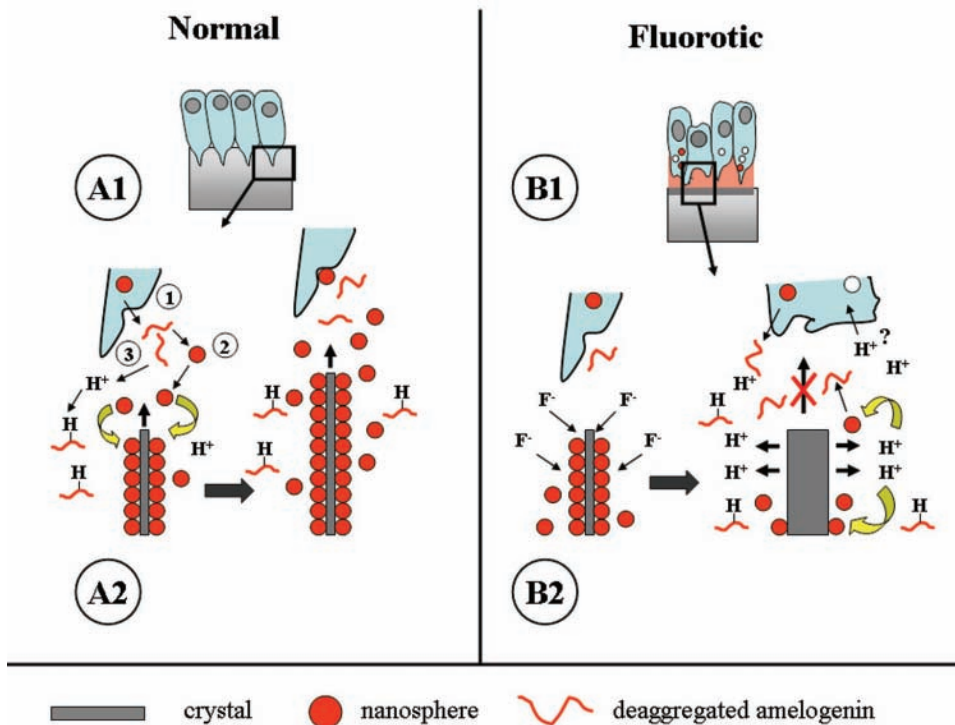 Normal
Fluorotic
A1
B1
1
2
3
H⁺
H
H
H⁺
A2
H
H
F⁻ F⁻
F⁻ F⁻
B2
H⁺ ?
H⁺
H⁺
H
H⁺ H⁺
H⁺ H⁺
H H
crystal nanosphere deaggregated amelogenin